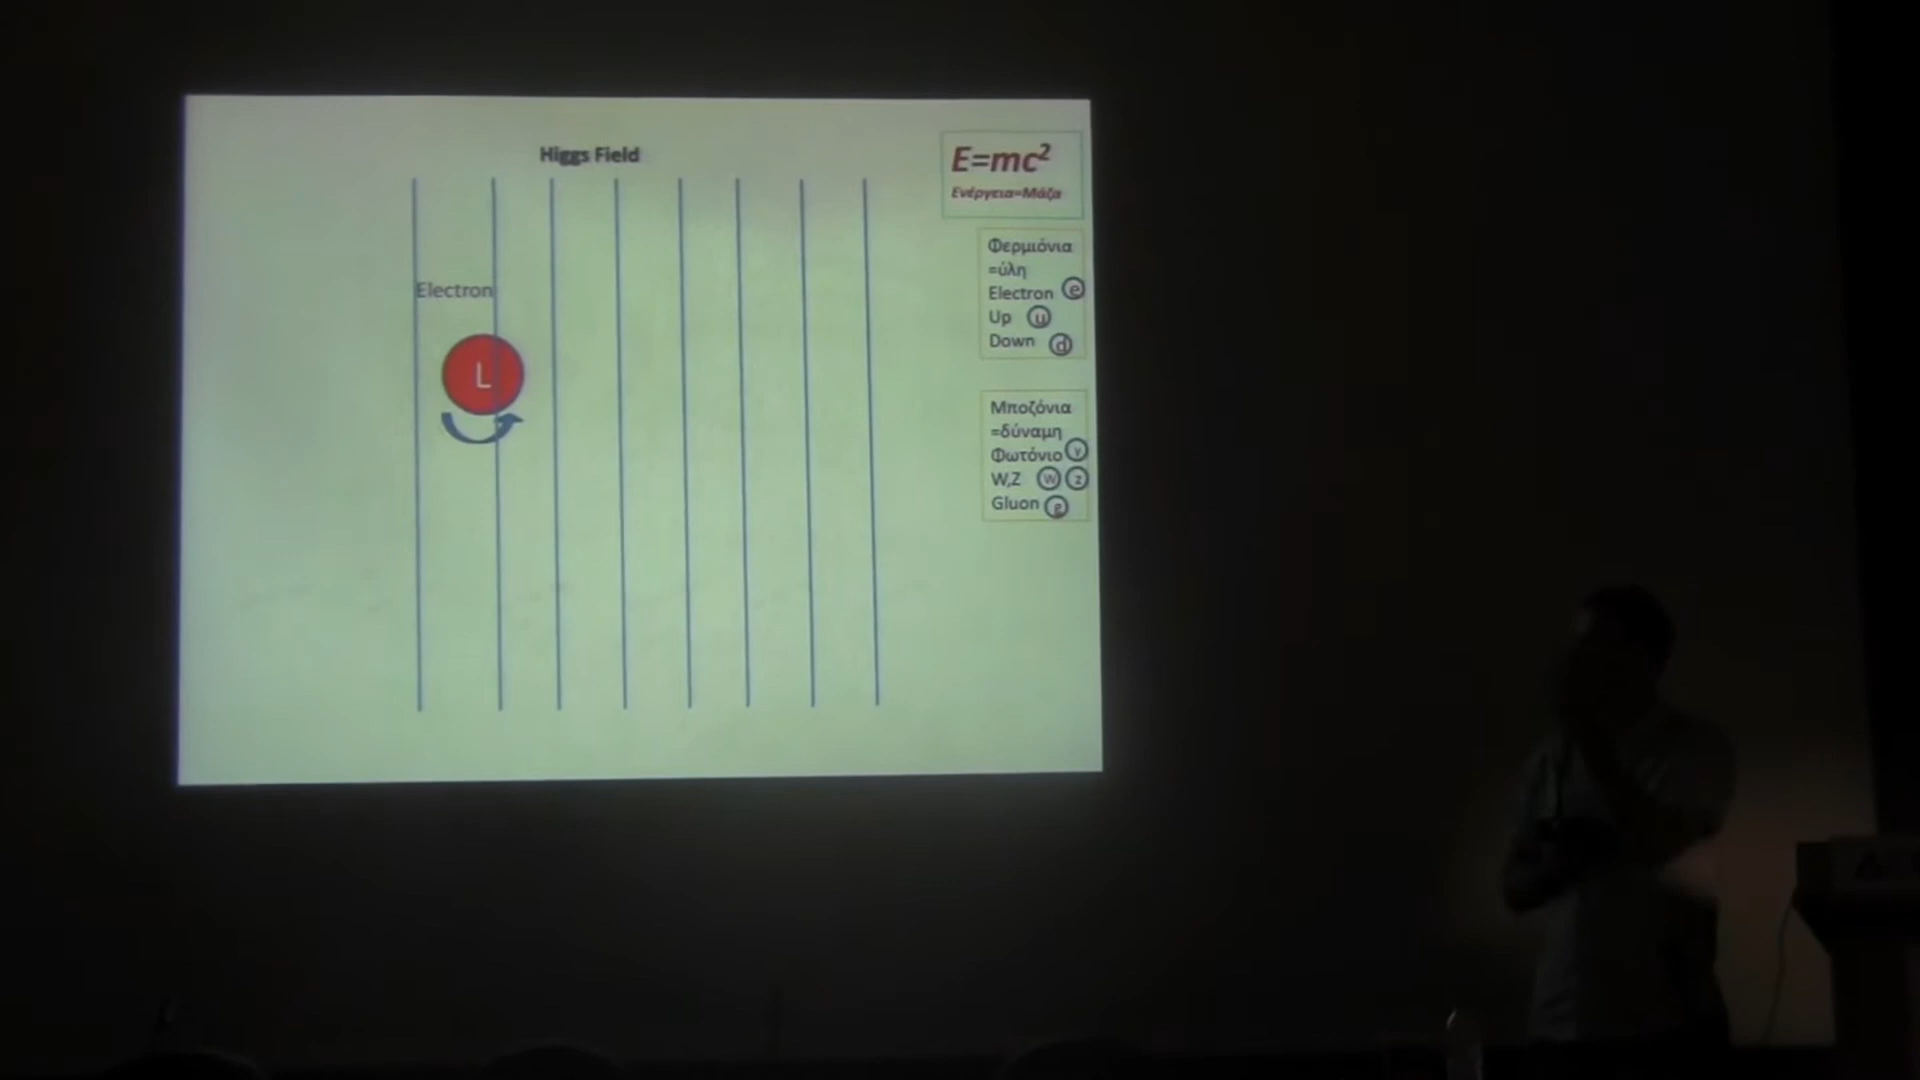 Higgs Field
Electron
L
E=mc²
Ενέργεια=Μάζα
Φερμιόνια
=ύλη
Electron e
Up u
Down d
Μποζόνια
=δύναμη
Φωτόνιο γ
W,Z W z
Gluon g